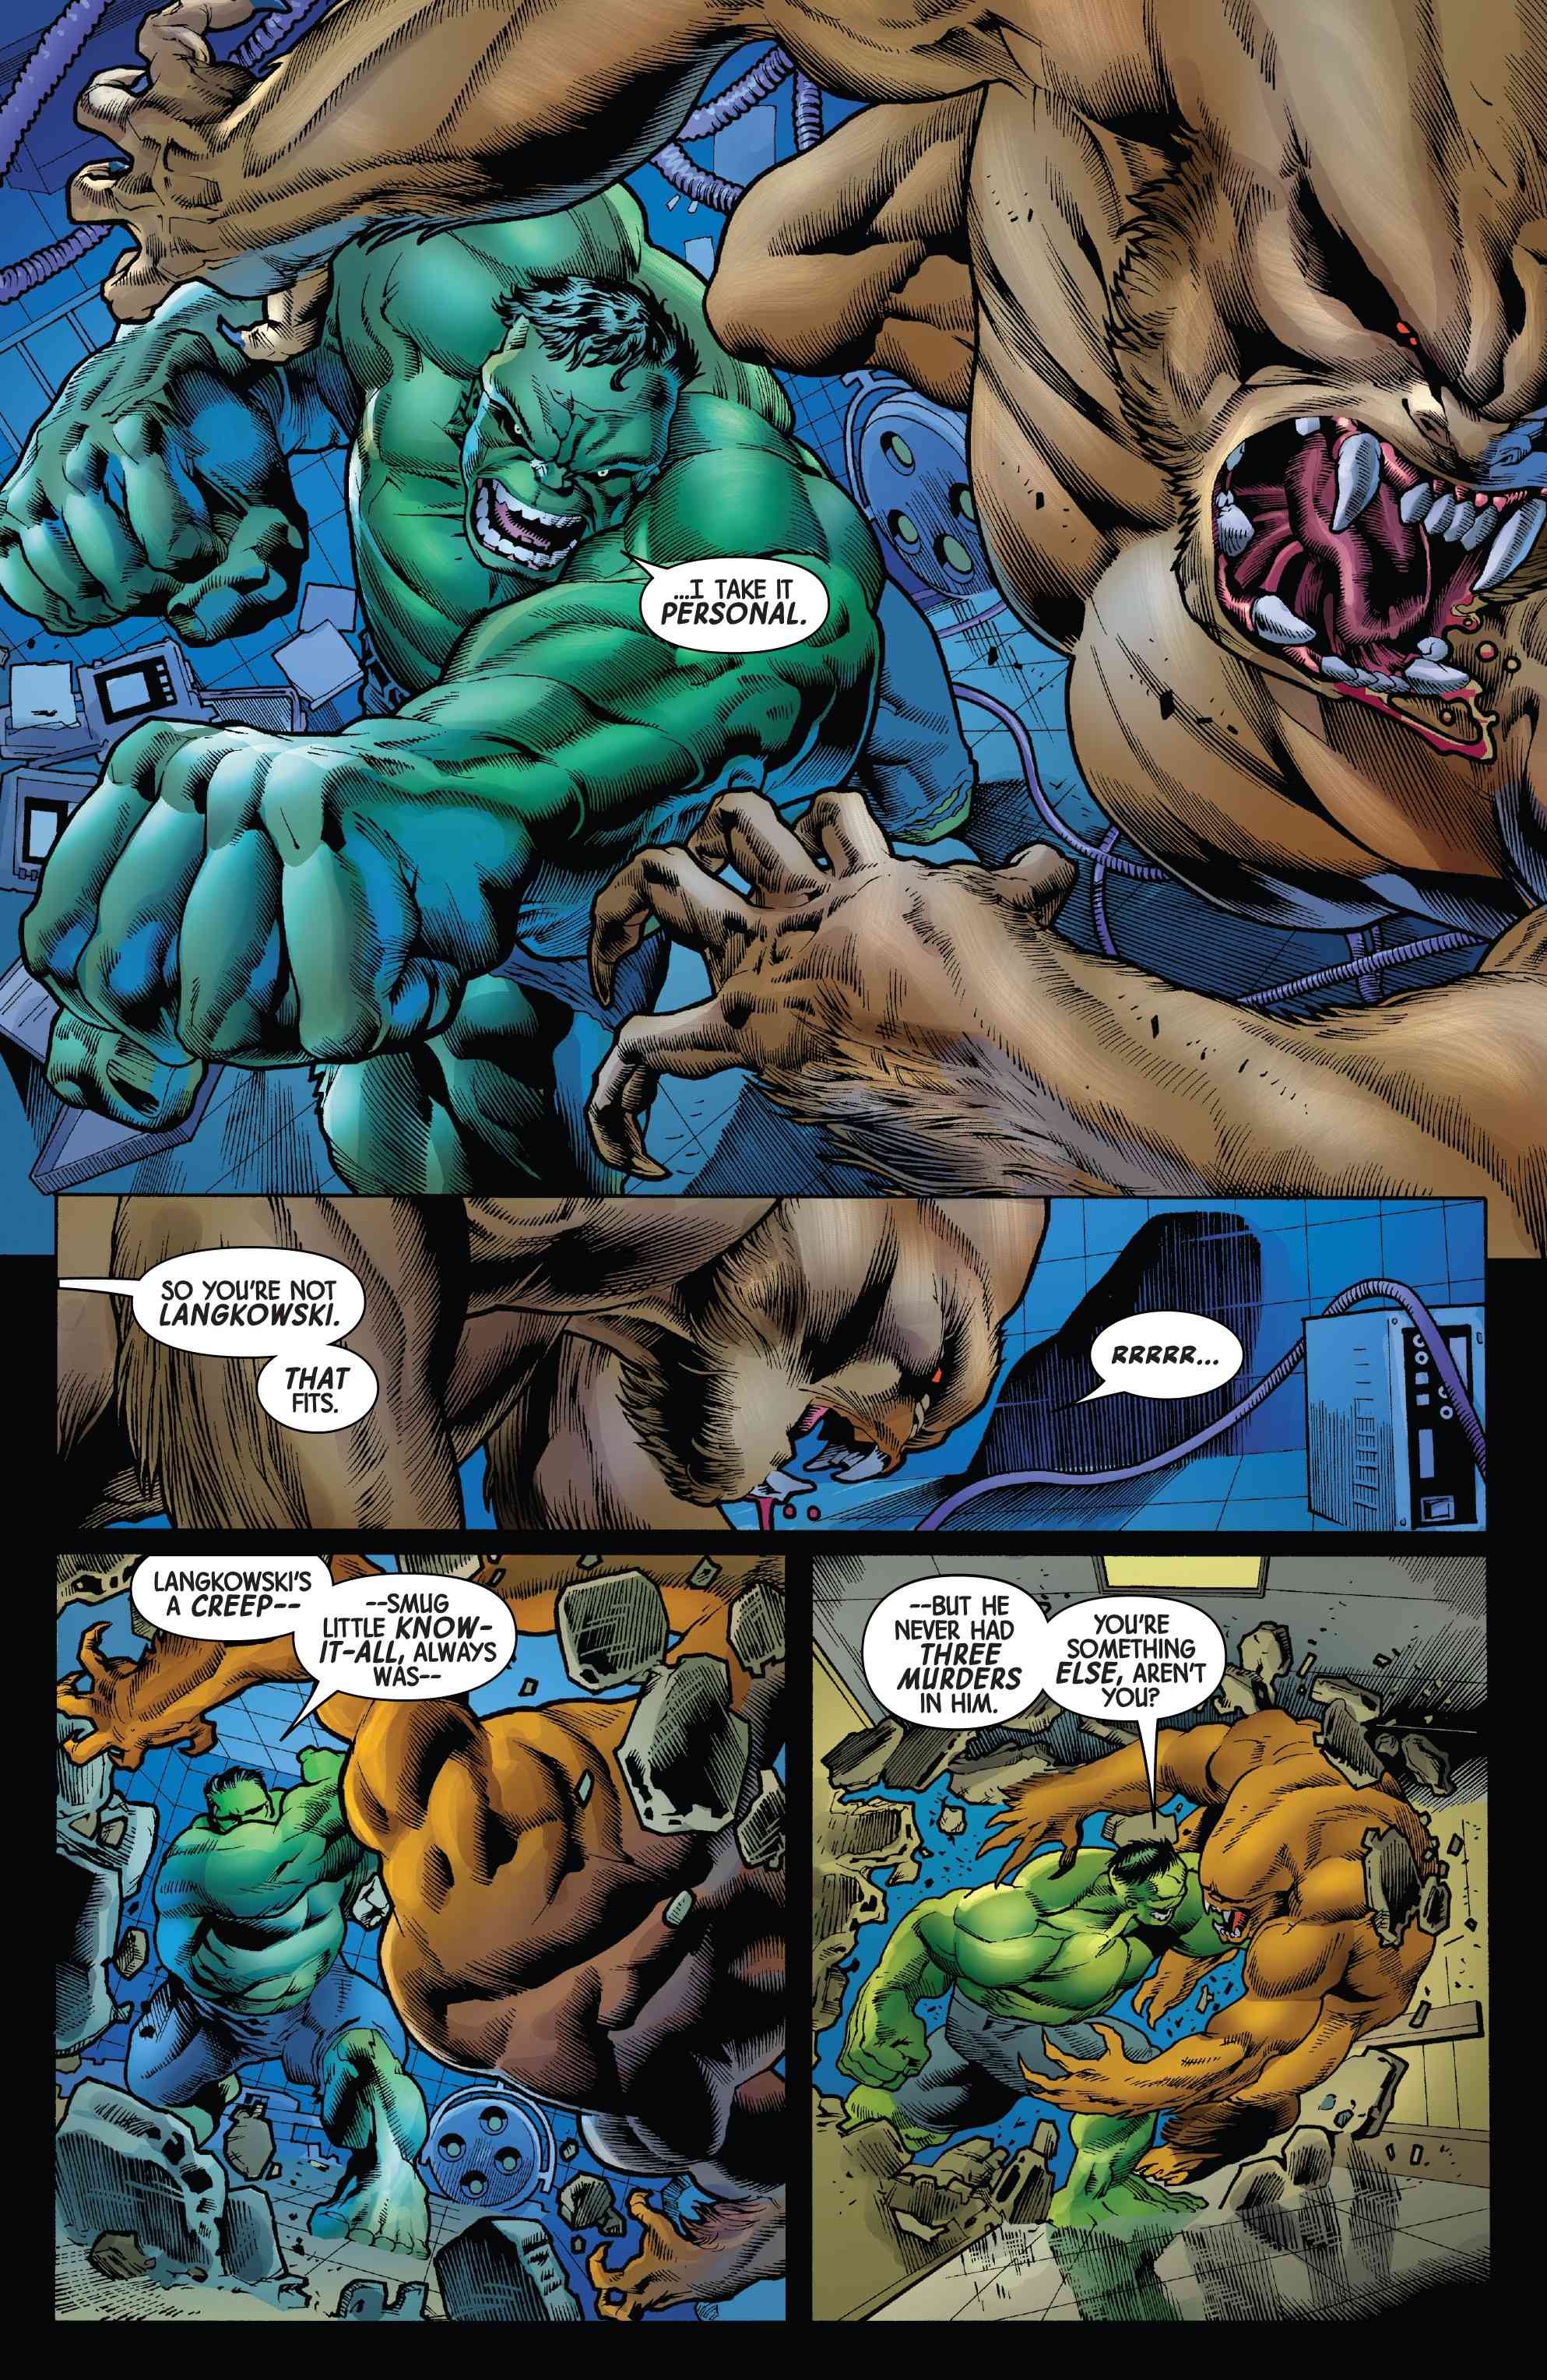 ...I TAKE IT
PERSONAL.
SO YOU'RE NOT
LANGKOWSKI.
THAT
FITS.
RRRRR...
LANGKOWSKI'S
A CREEP--
--SMUG
LITTLE KNOW-
IT-ALL, ALWAYS
WAS--
--BUT HE
NEVER HAD
THREE
MURDERS
IN HIM.
YOU'RE
SOMETHING
ELSE, AREN'T
YOU?